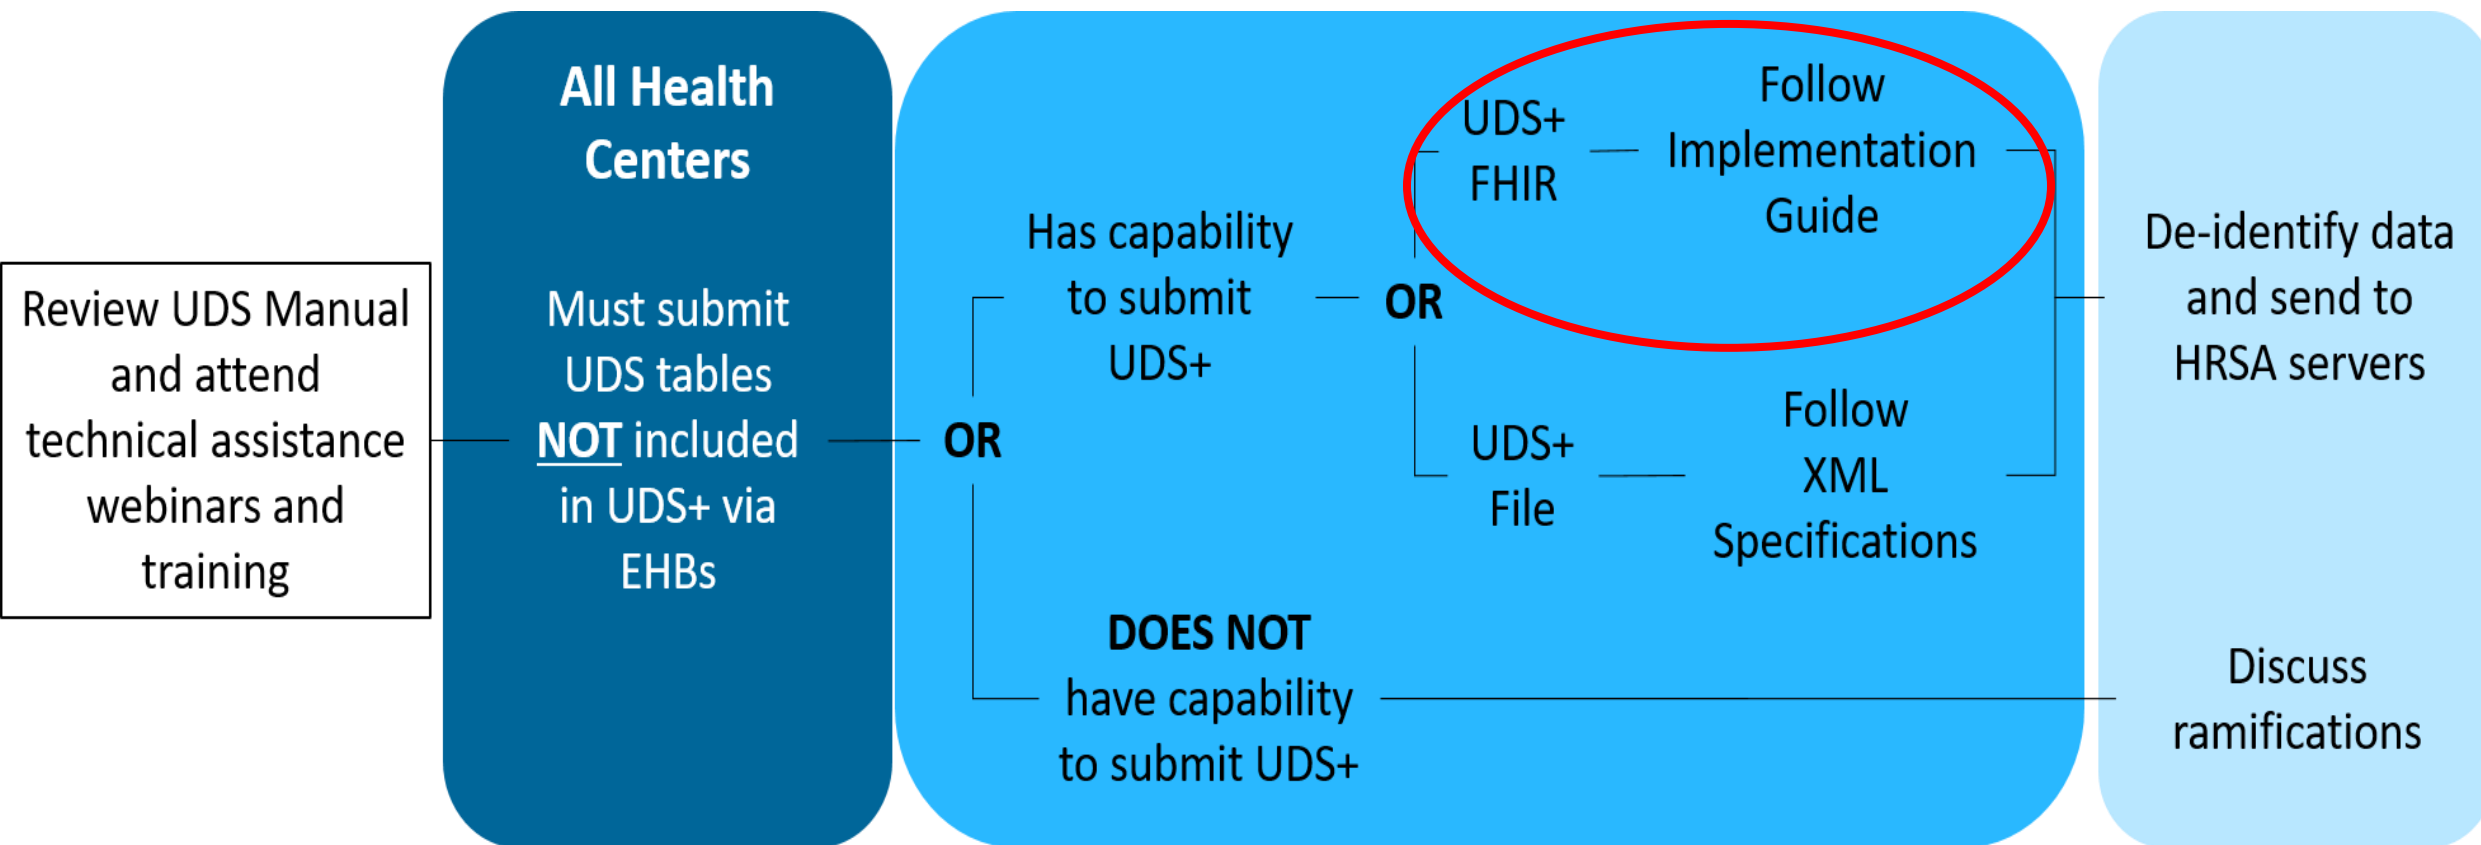 Review UDS Manual
and attend
technical assistance
webinars and
training
All Health
Centers
Must submit
UDS tables
NOT included
in UDS+ via
EHBs
OR
Has capability
to submit
UDS+
OR
UDS+
FHIR
Follow
Implementation
Guide
UDS+
File
Follow
XML
Specifications
DOES NOT
have capability
to submit UDS+
De-identify data
and send to
HRSA servers
Discuss
ramifications